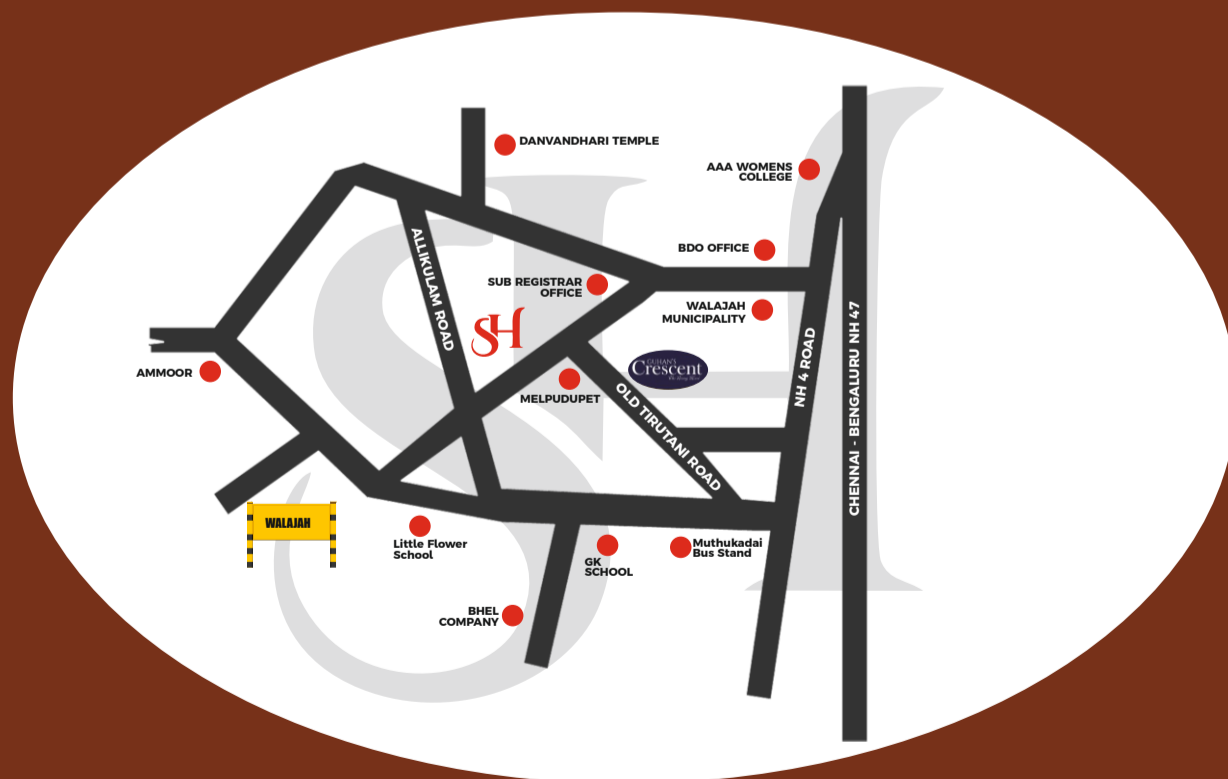 DANVANDHARI TEMPLE
AAA WOMENS
COLLEGE
ALLIKULAM ROAD
BDO OFFICE
SUB REGISTRAR
OFFICE
WALAJAH
MUNICIPALITY
SH
CHENNAI - BENGALURU NH 47
NH 4 ROAD
Crescent
AMMOOR
MELPUDUPET
OLD TIRUTANI ROAD
WALAJAH
Little Flower
School
GK
SCHOOL
Muthukadai
Bus Stand
BHEL
COMPANY